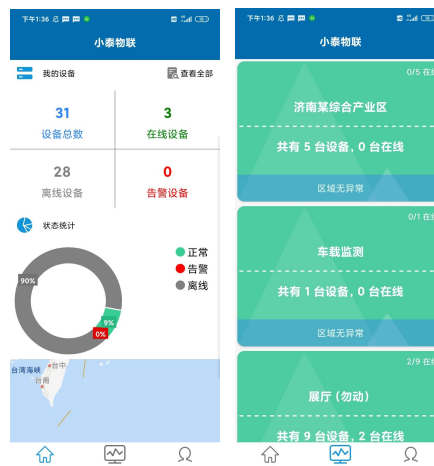 下午1:36
小泰物联
我的设备
查看全部
31
设备总数
3
在线设备
28
离线设备
0
告警设备
状态统计
正常
告警
离线
90%
9%
0%
台湾海峡
台中
台南
下午1:36
小泰物联
0/5 在线
济南某综合产业区
共有 5 台设备, 0 台在线
区域无异常
0/1 在线
车载监测
共有 1 台设备, 0 台在线
区域无异常
2/9 在线
展厅 (勿动)
共有 9 台设备, 2 台在线